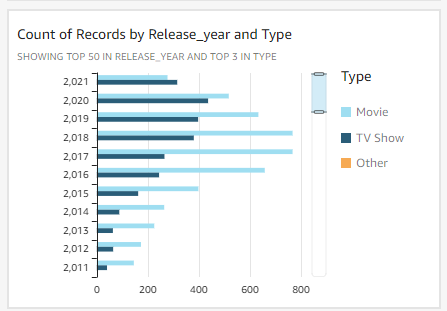 Count of Records by Release_year and Type
SHOWING TOP 50 IN RELEASE_YEAR AND TOP 3 IN TYPE
Type
Movie
TV Show
Other
2,021
2,020
2,019
2,018
2,017
2,016
2,015
2,014
2,013
2,012
2,011
0 200 400 600 800